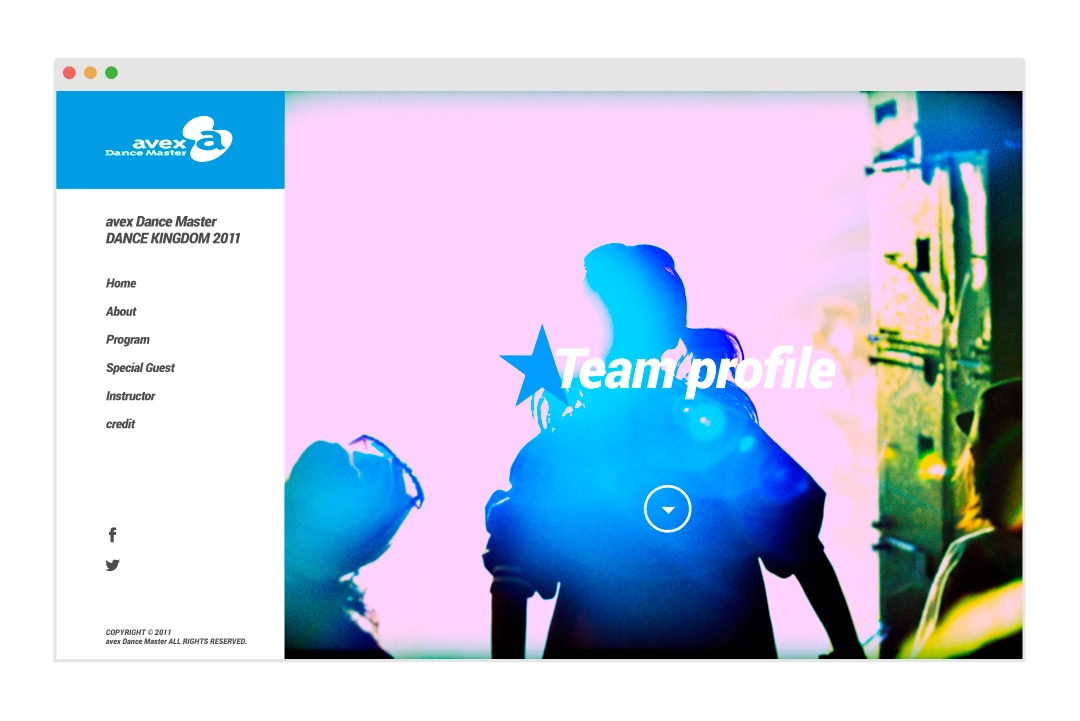 avex
Dance Master
a
avex Dance Master
DANCE KINGDOM 2011
Home
About
Program
Special Guest
Instructor
credit
COPYRIGHT © 2011
avex Dance Master ALL RIGHTS RESERVED.
Team profile